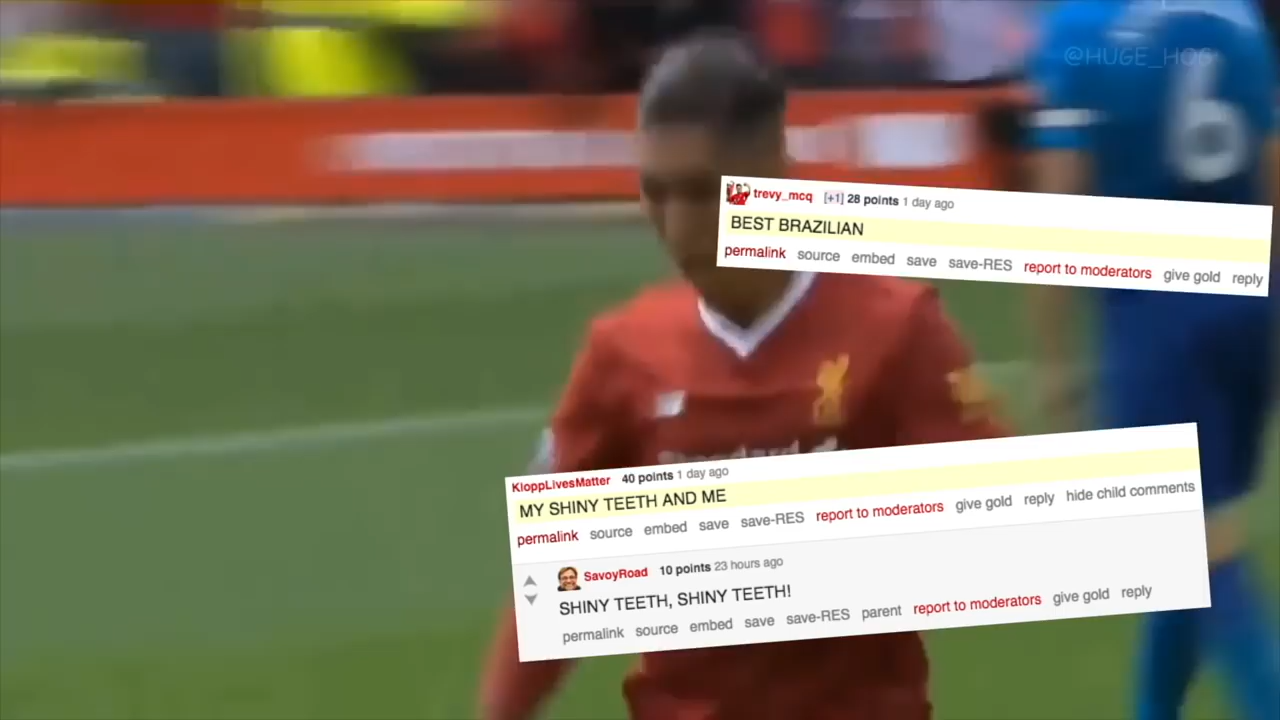 @HUGE_HOG
6
trevy_mcq [+1] 28 points 1 day ago
BEST BRAZILIAN
permalink source embed save save-RES report to moderators give gold reply
KloppLivesMatter 40 points 1 day ago
MY SHINY TEETH AND ME
permalink source embed save save-RES report to moderators give gold reply hide child comments
SavoyRoad 10 points 23 hours ago
SHINY TEETH, SHINY TEETH!
permalink source embed save save-RES parent report to moderators give gold reply